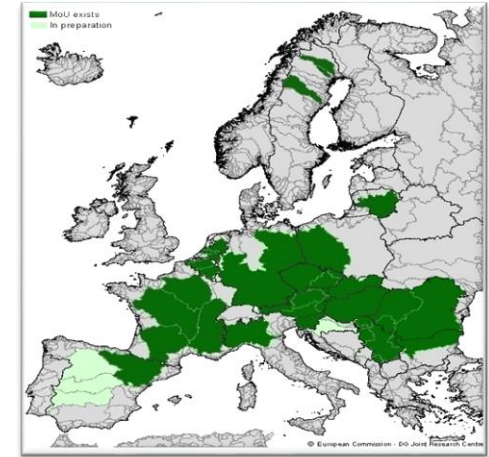 MoU exists
In preparation
© European Commission - DG Joint Research Centre